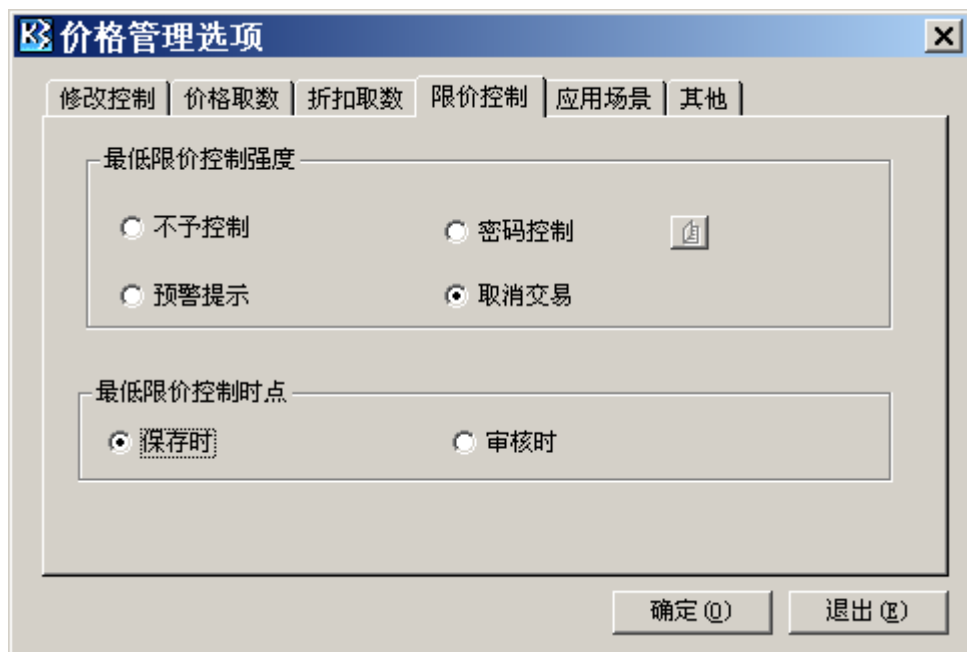 K3 价格管理选项
修改控制 价格取数 折扣取数 限价控制 应用场景 其他
最低限价控制强度
不予控制 密码控制
预警提示 取消交易
最低限价控制时点
保存时 审核时
确定(O) 退出(E)